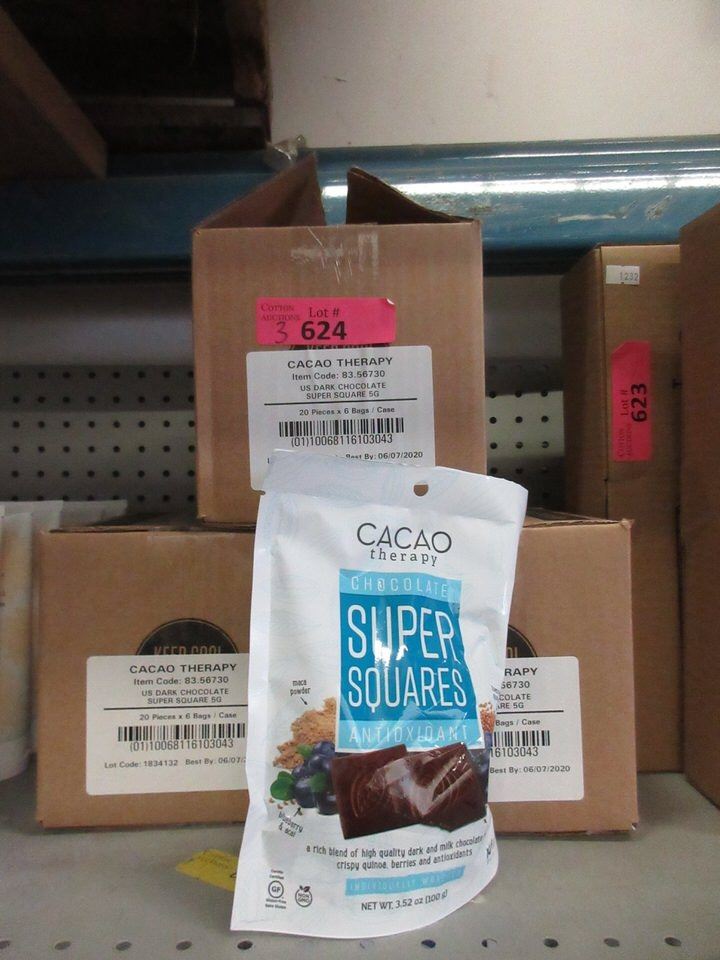 1232
COTTON
AUCTIONS
Lot #
3 624
CACAO THERAPY
Item Code: 83.56730
US DARK CHOCOLATE
SUPER SQUARE 5G
20 Pieces x 6 Bags / Case
(01)10068116103043
Best By: 06/07/2020
COTTON
AUCTIONS
Lot #
623
KEEP COOL
CACAO THERAPY
Item Code: 83.56730
US DARK CHOCOLATE
SUPER SQUARE 5G
20 Pieces x 6 Bags / Case
(01)10068116103043
Lot Code: 1834132 Best By: 06/07/
RAPY
56730
COLATE
ARE 5G
Bags / Case
16103043
Best By: 06/07/2020
CACAO
therapy
CHOCOLATE
SUPER
SQUARES
ANTIOXIDANT
maca
powder
blueberry
& acai
a rich blend of high quality dark and milk chocolate
crispy quinoa, berries and antioxidants
INDIVIDUALLY
GF
NON
GMO
NET WT. 3.52 oz (100 g)